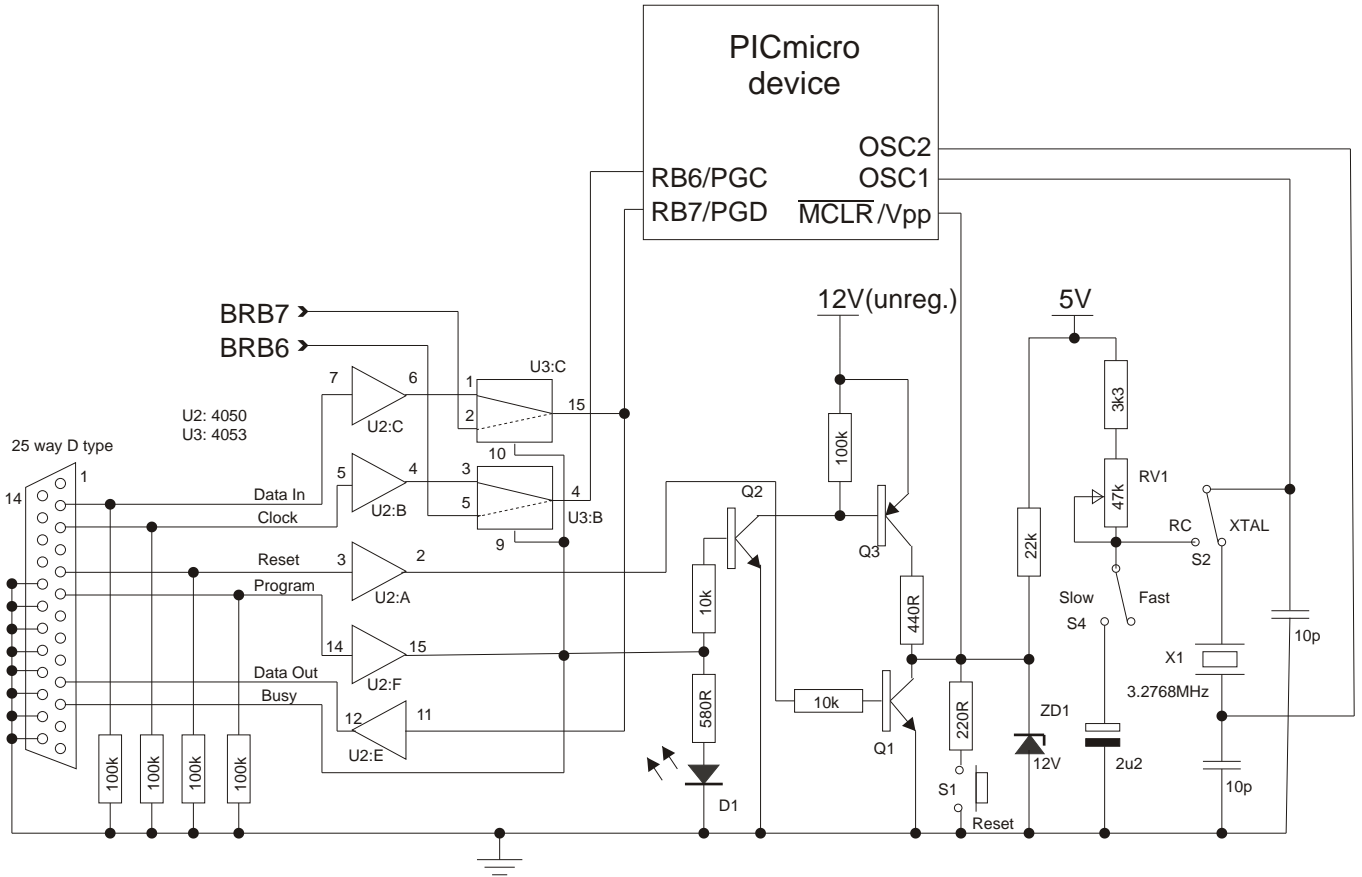 PICmicro
device
OSC2
RB6/PGC OSC1
RB7/PGD MCLR/Vpp
12V(unreg.) 5V
BRB7
BRB6
U3:C
7 6 1
2 15
U2:C
U2: 4050
U3: 4053
10
25 way D type
14 1
5 4 3
5 4
U2:B
U3:B
9
Data In
Clock
Reset
Program
Data Out
Busy
3 2
U2:A
14 15
U2:F
12 11
U2:E
100k
100k
100k
100k
Q2
10k
580R
D1
100k
Q3
440R
10k
Q1
220R
S1
Reset
22k
ZD1
12V
3k3
47k
RV1
RC XTAL
S2
Slow Fast
S4
2u2
X1
3.2768MHz
10p
10p